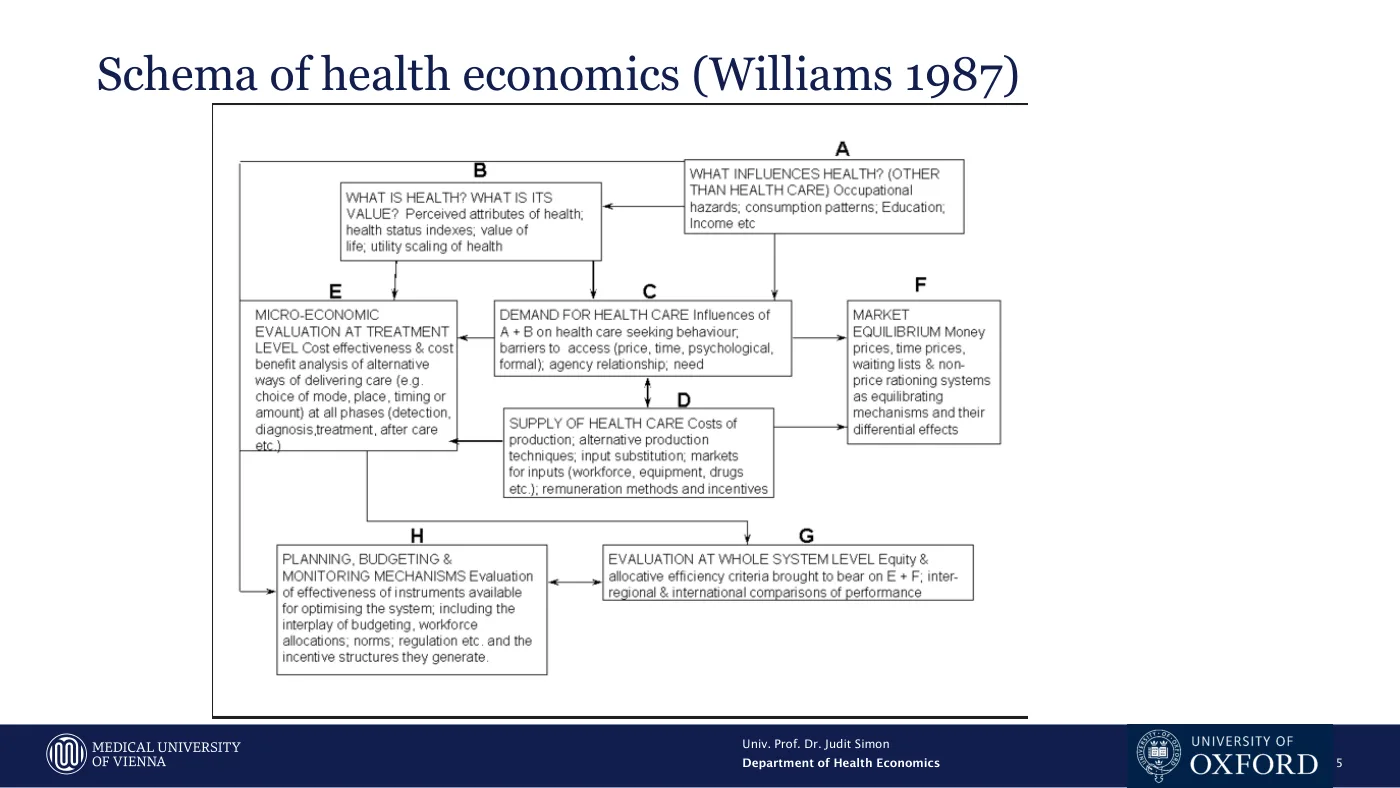 Schema of health economics (Williams 1987)
A
WHAT INFLUENCES HEALTH? (OTHER
THAN HEALTH CARE) Occupational
hazards; consumption patterns; Education;
Income etc
B
WHAT IS HEALTH? WHAT IS ITS
VALUE? Perceived attributes of health;
health status indexes; value of
life; utility scaling of health
E
MICRO-ECONOMIC
EVALUATION AT TREATMENT
LEVEL Cost effectiveness & cost
benefit analysis of alternative
ways of delivering care (e.g.
choice of mode, place, timing or
amount) at all phases (detection,
diagnosis,treatment, after care
etc.)
C
DEMAND FOR HEALTH CARE Influences of
A + B on health care seeking behaviour;
barriers to access (price, time, psychological,
formal); agency relationship; need
F
MARKET
EQUILIBRIUM Money
prices, time prices,
waiting lists & non-
price rationing systems
as equilibrating
mechanisms and their
differential effects
D
SUPPLY OF HEALTH CARE Costs of
production; alternative production
techniques; input substitution; markets
for inputs (workforce, equipment, drugs
etc.); remuneration methods and incentives
H
PLANNING, BUDGETING &
MONITORING MECHANISMS Evaluation
of effectiveness of instruments available
for optimising the system; including the
interplay of budgeting, workforce
allocations; norms; regulation etc. and the
incentive structures they generate.
G
EVALUATION AT WHOLE SYSTEM LEVEL Equity &
allocative efficiency criteria brought to bear on E + F; inter-
regional & international comparisons of performance
MEDICAL UNIVERSITY
OF VIENNA
Univ. Prof. Dr. Judit Simon
Department of Health Economics
UNIVERSITY OF
OXFORD
5